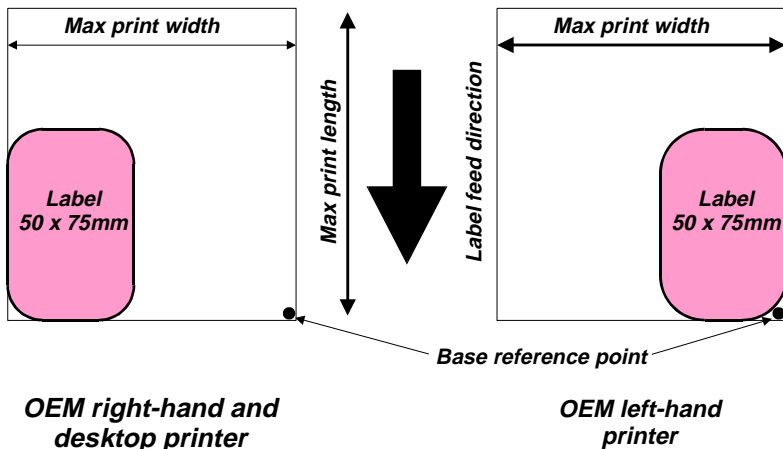 Max print width
Max print width
Max print length
Label feed direction
Label
50 x 75mm
Label
50 x 75mm
Base reference point
OEM right-hand and
desktop printer
OEM left-hand
printer